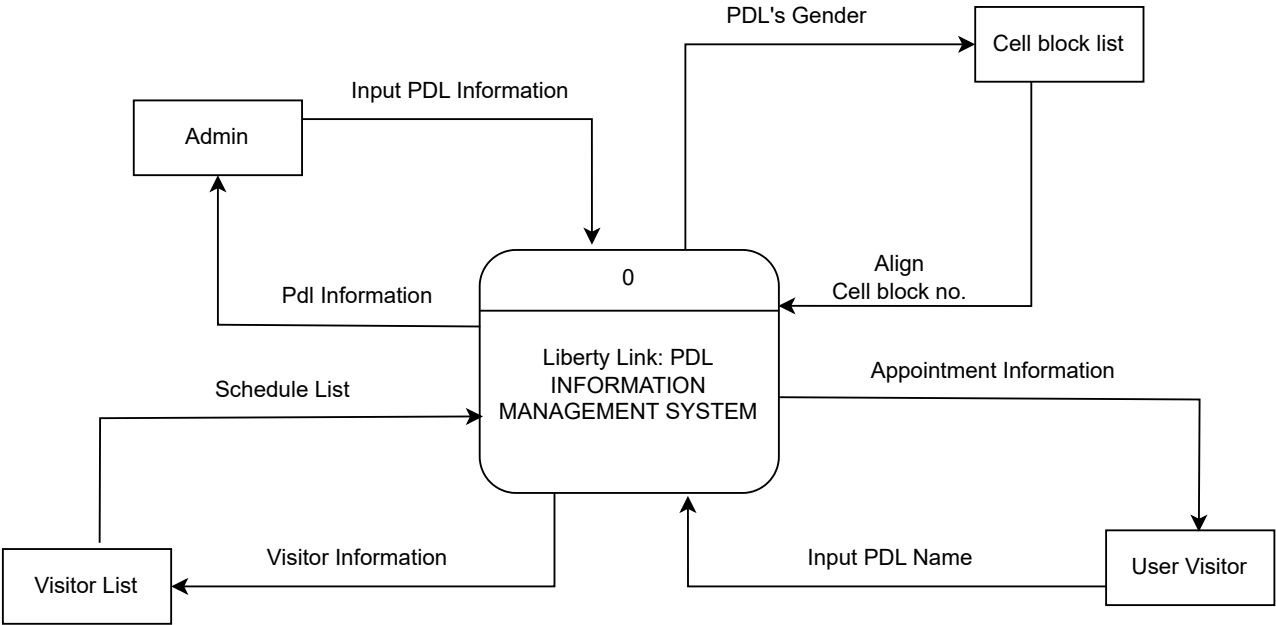 PDL's Gender
Cell block list
Input PDL Information
Admin
Align
Cell block no.
0
Pdl Information
Liberty Link: PDL
INFORMATION
MANAGEMENT SYSTEM
Appointment Information
Schedule List
Visitor Information
Input PDL Name
User Visitor
Visitor List